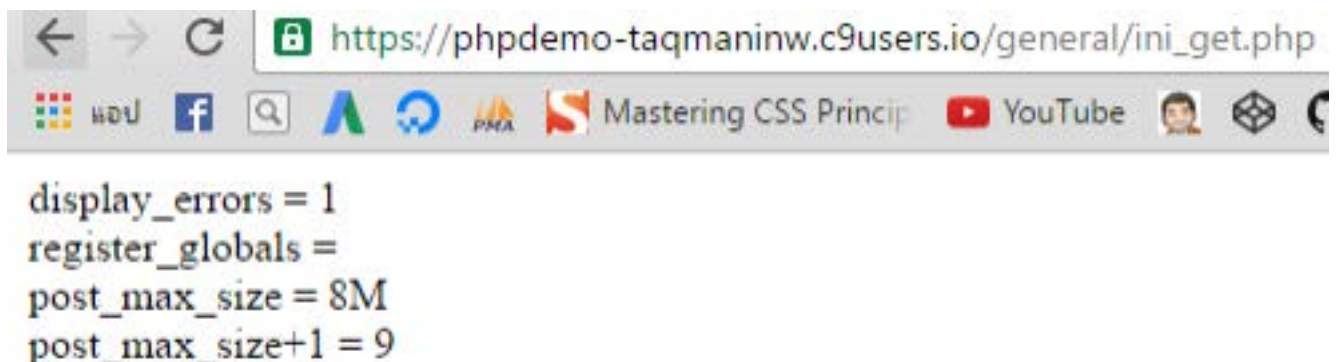 https://phpdemo-taqmaninw.c9users.io/general/ini_get.php
แอป PMA Mastering CSS Princip YouTube
display_errors = 1
register_globals =
post_max_size = 8M
post_max_size+1 = 9